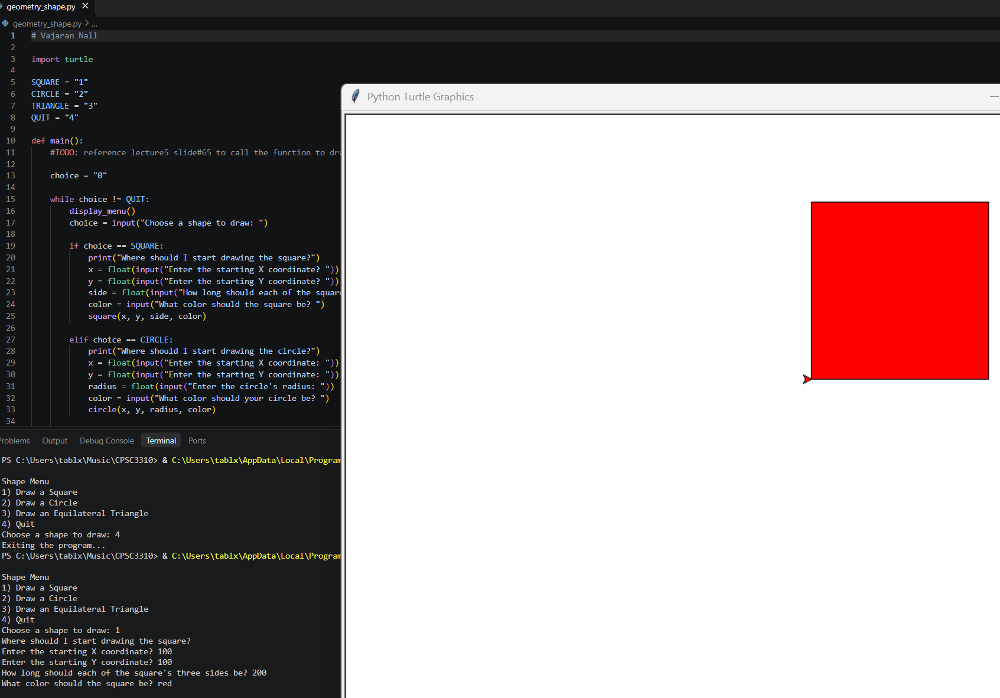 geometry_shape.py ×
geometry_shape.py > ...
1 # Vajaran Nall
2
3 import turtle
4
5 SQUARE = "1"
6 CIRCLE = "2"
7 TRIANGLE = "3"
8 QUIT = "4"
9
10 def main():
11 #TODO: reference lecture5 slide#65 to call the function to dra
12
13 choice = "0"
14
15 while choice != QUIT:
16 display_menu()
17 choice = input("Choose a shape to draw: ")
18
19 if choice == SQUARE:
20 print("Where should I start drawing the square?")
21 x = float(input("Enter the starting X coordinate? "))
22 y = float(input("Enter the starting Y coordinate? "))
23 side = float(input("How long should each of the square
24 color = input("What color should the square be? ")
25 square(x, y, side, color)
26
27 elif choice == CIRCLE:
28 print("Where should I start drawing the circle?")
29 x = float(input("Enter the starting X coordinate: "))
30 y = float(input("Enter the starting Y coordinate: "))
31 radius = float(input("Enter the circle's radius: "))
32 color = input("What color should your circle be? ")
33 circle(x, y, radius, color)
34
Python Turtle Graphics
Problems Output Debug Console Terminal Ports
PS C:\Users\tablx\Music\CPSC3310> & C:\Users\tablx\AppData\Local\Program
Shape Menu
1) Draw a Square
2) Draw a Circle
3) Draw an Equilateral Triangle
4) Quit
Choose a shape to draw: 4
Exiting the program...
PS C:\Users\tablx\Music\CPSC3310> & C:\Users\tablx\AppData\Local\Program
Shape Menu
1) Draw a Square
2) Draw a Circle
3) Draw an Equilateral Triangle
4) Quit
Choose a shape to draw: 1
Where should I start drawing the square?
Enter the starting X coordinate? 100
Enter the starting Y coordinate? 100
How long should each of the square's three sides be? 200
What color should the square be? red